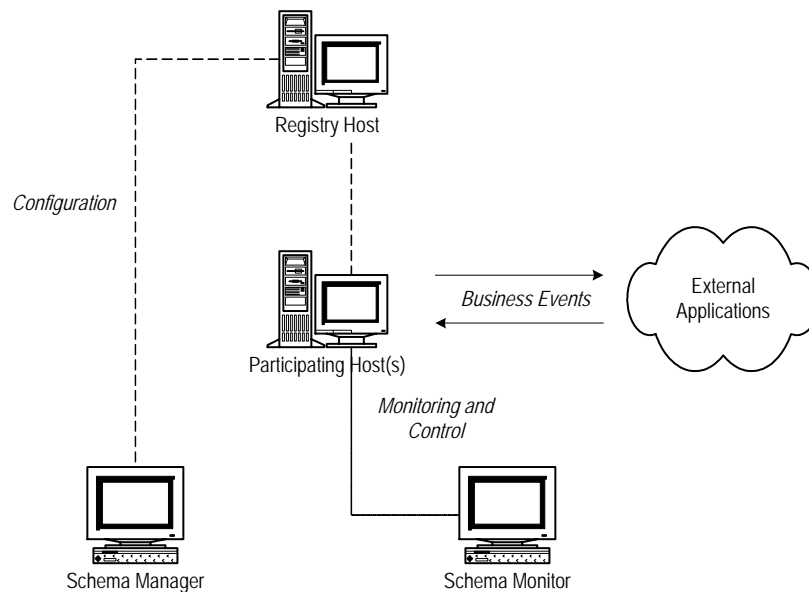 Registry Host
Configuration
Business Events
External
Applications
Participating Host(s)
Monitoring and
Control
Schema Manager
Schema Monitor